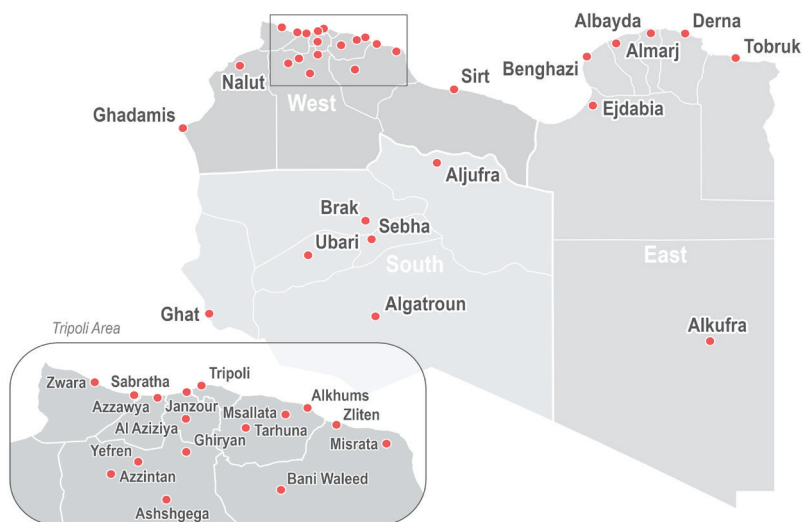 Albayda
Derna
Almarj
Tobruk
Benghazi
Nalut
Sirt
West
Ejdabia
Ghadamis
Aljufra
Brak
Sebha
Ubari
South
East
Ghat
Algatroun
Alkufra
Tripoli Area
Tripoli
Zwara
Sabratha
Alkhums
Azzawya
Janzour
Msallata
Zliten
Al Aziziya
Tarhuna
Ghiryan
Misrata
Yefren
Azzintan
Bani Waleed
Ashshgega